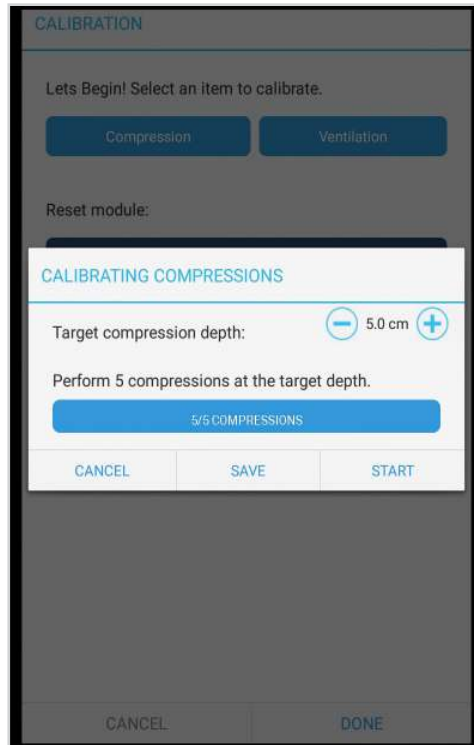 CALIBRATION
Lets Begin! Select an item to calibrate.
Compression Ventilation
Reset module:
CALIBRATING COMPRESSIONS
Target compression depth: 5.0 cm
Perform 5 compressions at the target depth.
5/5 COMPRESSIONS
CANCEL SAVE START
CANCEL DONE